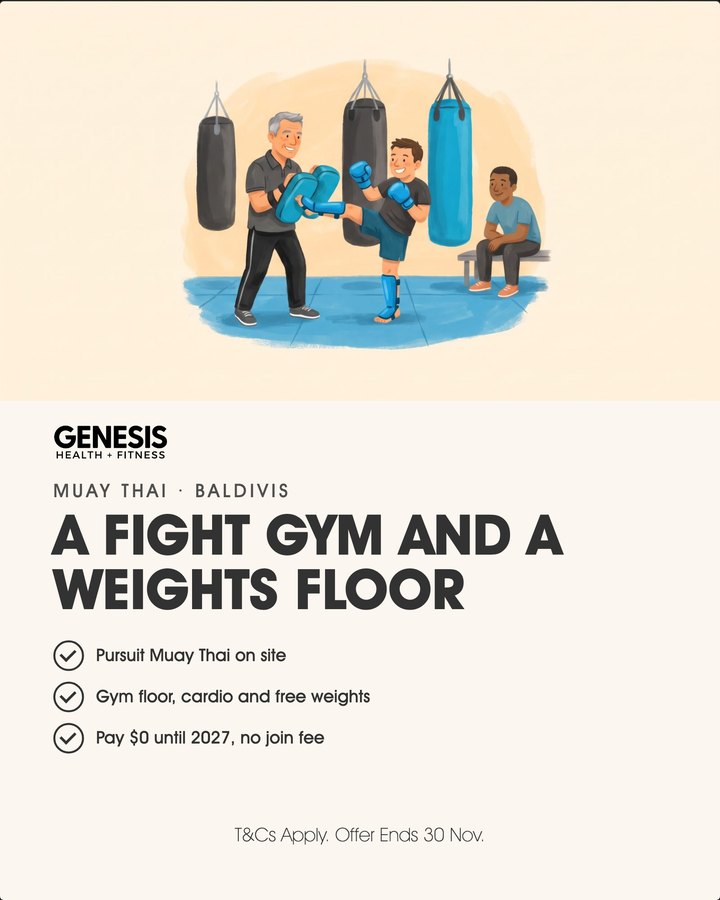 GENESIS
HEALTH + FITNESS
MUAY THAI · BALDIVIS
A FIGHT GYM AND A
WEIGHTS FLOOR
Pursuit Muay Thai on site
Gym floor, cardio and free weights
Pay $0 until 2027, no join fee
T&Cs Apply. Offer Ends 30 Nov.